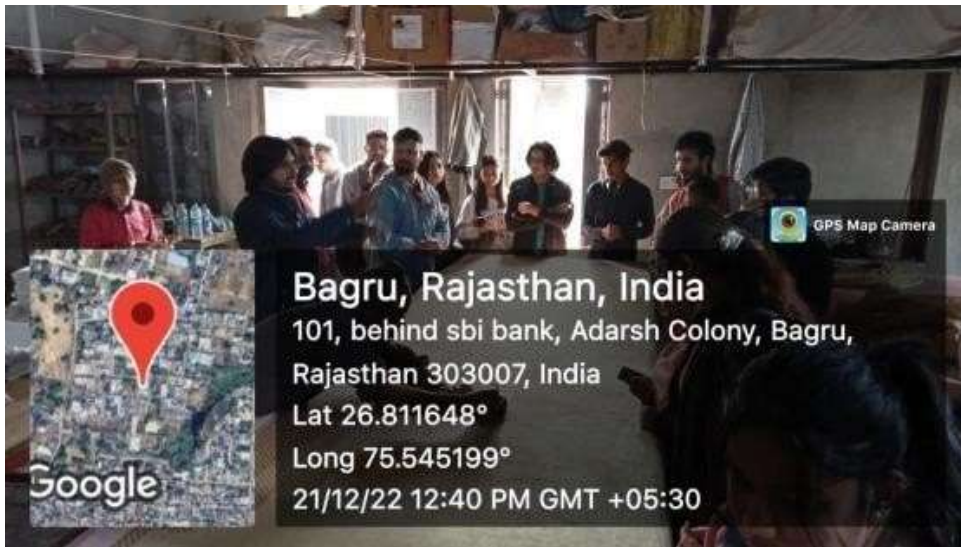 GPS Map Camera
Bagru, Rajasthan, India
101, behind sbi bank, Adarsh Colony, Bagru,
Rajasthan 303007, India
Lat 26.811648°
Long 75.545199°
21/12/22 12:40 PM GMT +05:30
Google